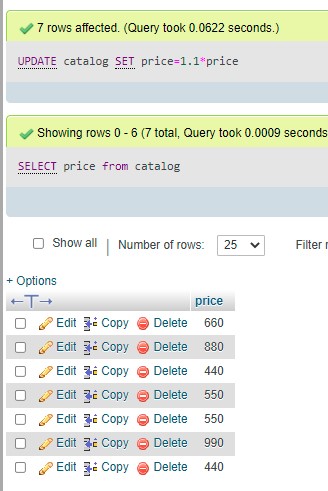 7 rows affected. (Query took 0.0622 seconds.)
UPDATE catalog SET price=1.1*price
Showing rows 0 - 6 (7 total, Query took 0.0009 seconds
SELECT price from catalog
Show all Number of rows: 25 Filter r
+ Options
←T→ price
Edit Copy Delete 660
Edit Copy Delete 880
Edit Copy Delete 440
Edit Copy Delete 550
Edit Copy Delete 550
Edit Copy Delete 990
Edit Copy Delete 440